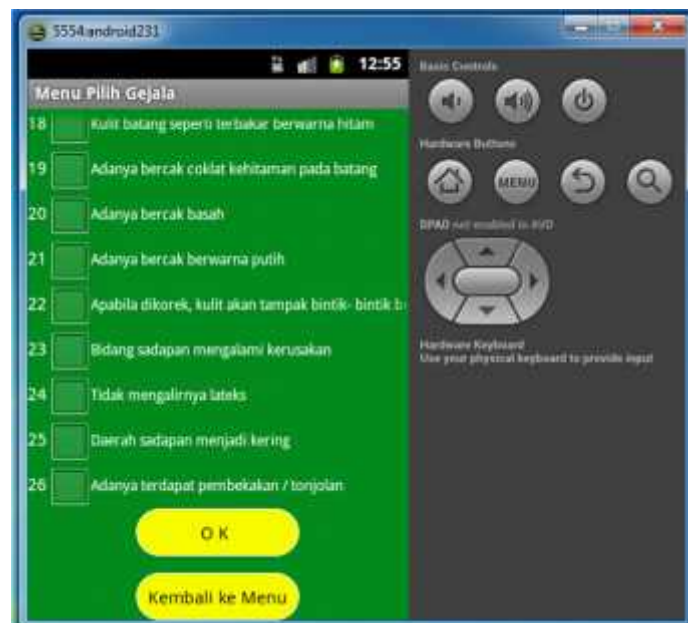 5554:android231
12:55
Menu Pilih Gejala
18 Kulit batang seperti terbakar berwarna hitam
19 Adanya bercak coklat kehitaman pada batang
20 Adanya bercak basah
21 Adanya bercak berwarna putih
22 Apabila dikorek, kulit akan tampak bintik- bintik
23 Bidang sadapan mengalami kerusakan
24 Tidak mengalirnya lateks
25 Daerah sadapan menjadi kering
26 Adanya terdapat pembekakan / tonjolan
O K
Kembali ke Menu
Basic Controls
Hardware Buttons
MENU
DPAD not enabled in AVD
Hardware Keyboard
Use your physical keyboard to provide input